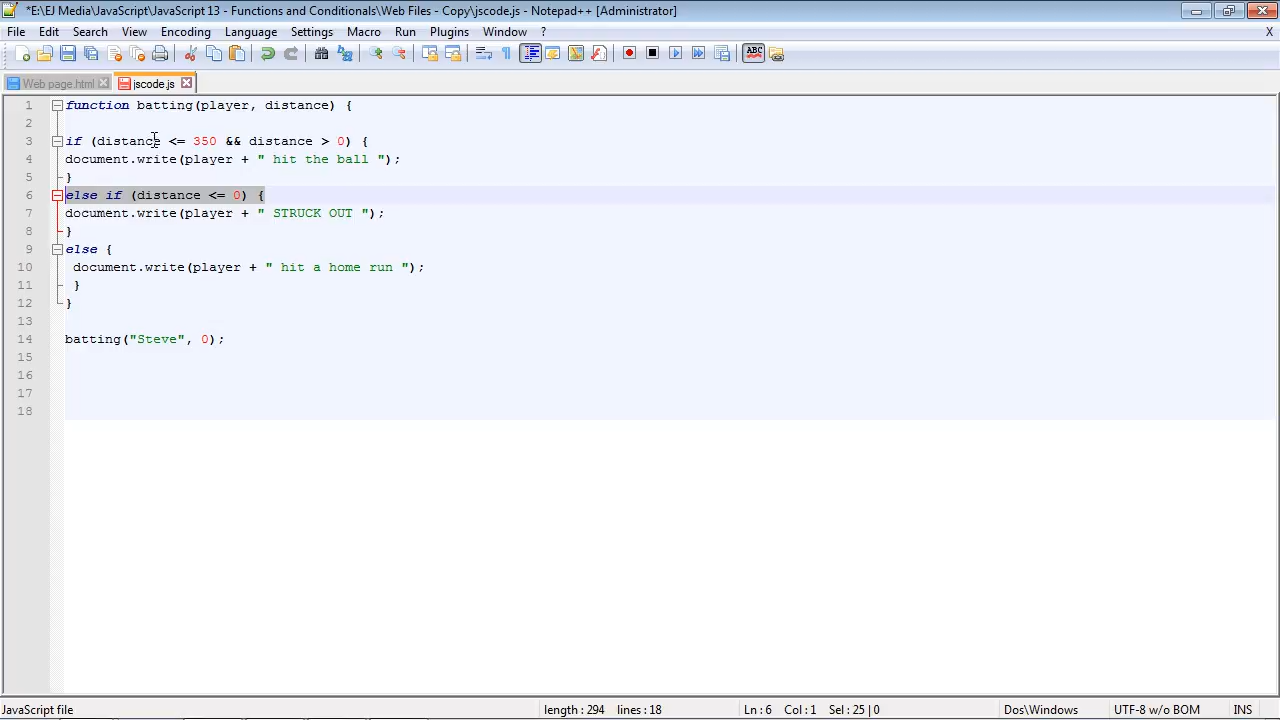 *E:\EJ Media\JavaScript\JavaScript 13 - Functions and Conditionals\Web Files - Copy\jscode.js - Notepad++ [Administrator]
File Edit Search View Encoding Language Settings Macro Run Plugins Window ? X
ABC
Web page.html jscode.js
1 function batting(player, distance) {
2
3 if (distance <= 350 && distance > 0) {
4 document.write(player + " hit the ball ");
5 }
6 else if (distance <= 0) {
7 document.write(player + " STRUCK OUT ");
8 }
9 else {
10 document.write(player + " hit a home run ");
11 }
12 }
13
14 batting("Steve", 0);
15
16
17
18
JavaScript file length : 294 lines : 18 Ln : 6 Col : 1 Sel : 25 | 0 Dos\Windows UTF-8 w/o BOM INS